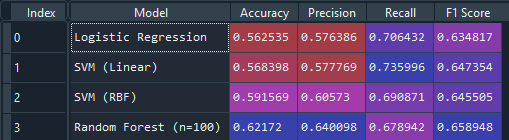 Index Model Accuracy Precision Recall F1 Score
0 Logistic Regression 0.562535 0.576386 0.706432 0.634817
1 SVM (Linear) 0.568398 0.577769 0.735996 0.647354
2 SVM (RBF) 0.591569 0.60573 0.690871 0.645505
3 Random Forest (n=100) 0.62172 0.640098 0.678942 0.658948